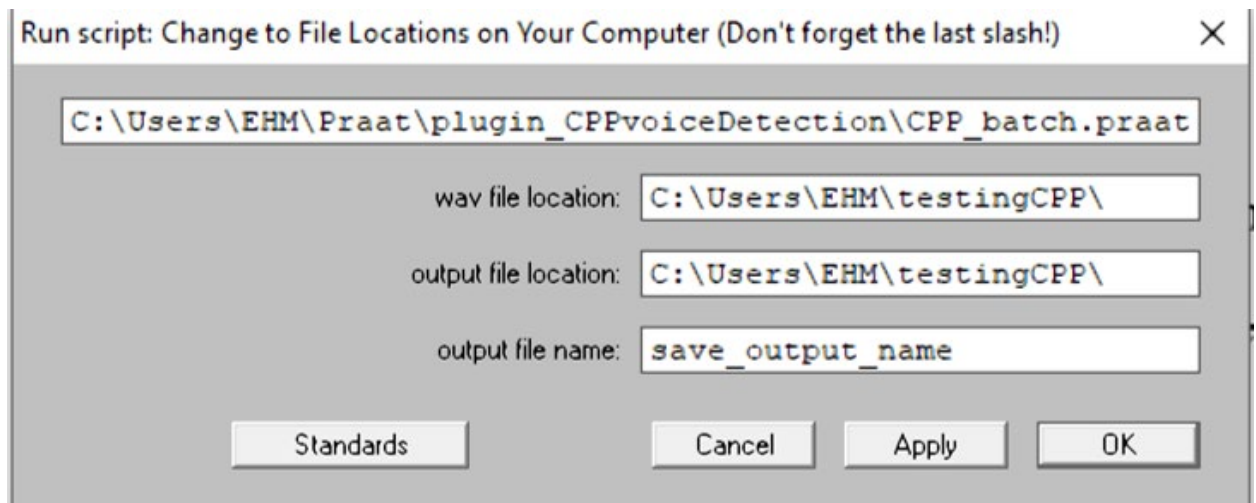 Run script: Change to File Locations on Your Computer (Don't forget the last slash!)
C:\Users\EHM\Praat\plugin_CPPvoiceDetection\CPP_batch.praat
wav file location: C:\Users\EHM\testingCPP\
output file location: C:\Users\EHM\testingCPP\
output file name: save_output_name
Standards Cancel Apply OK